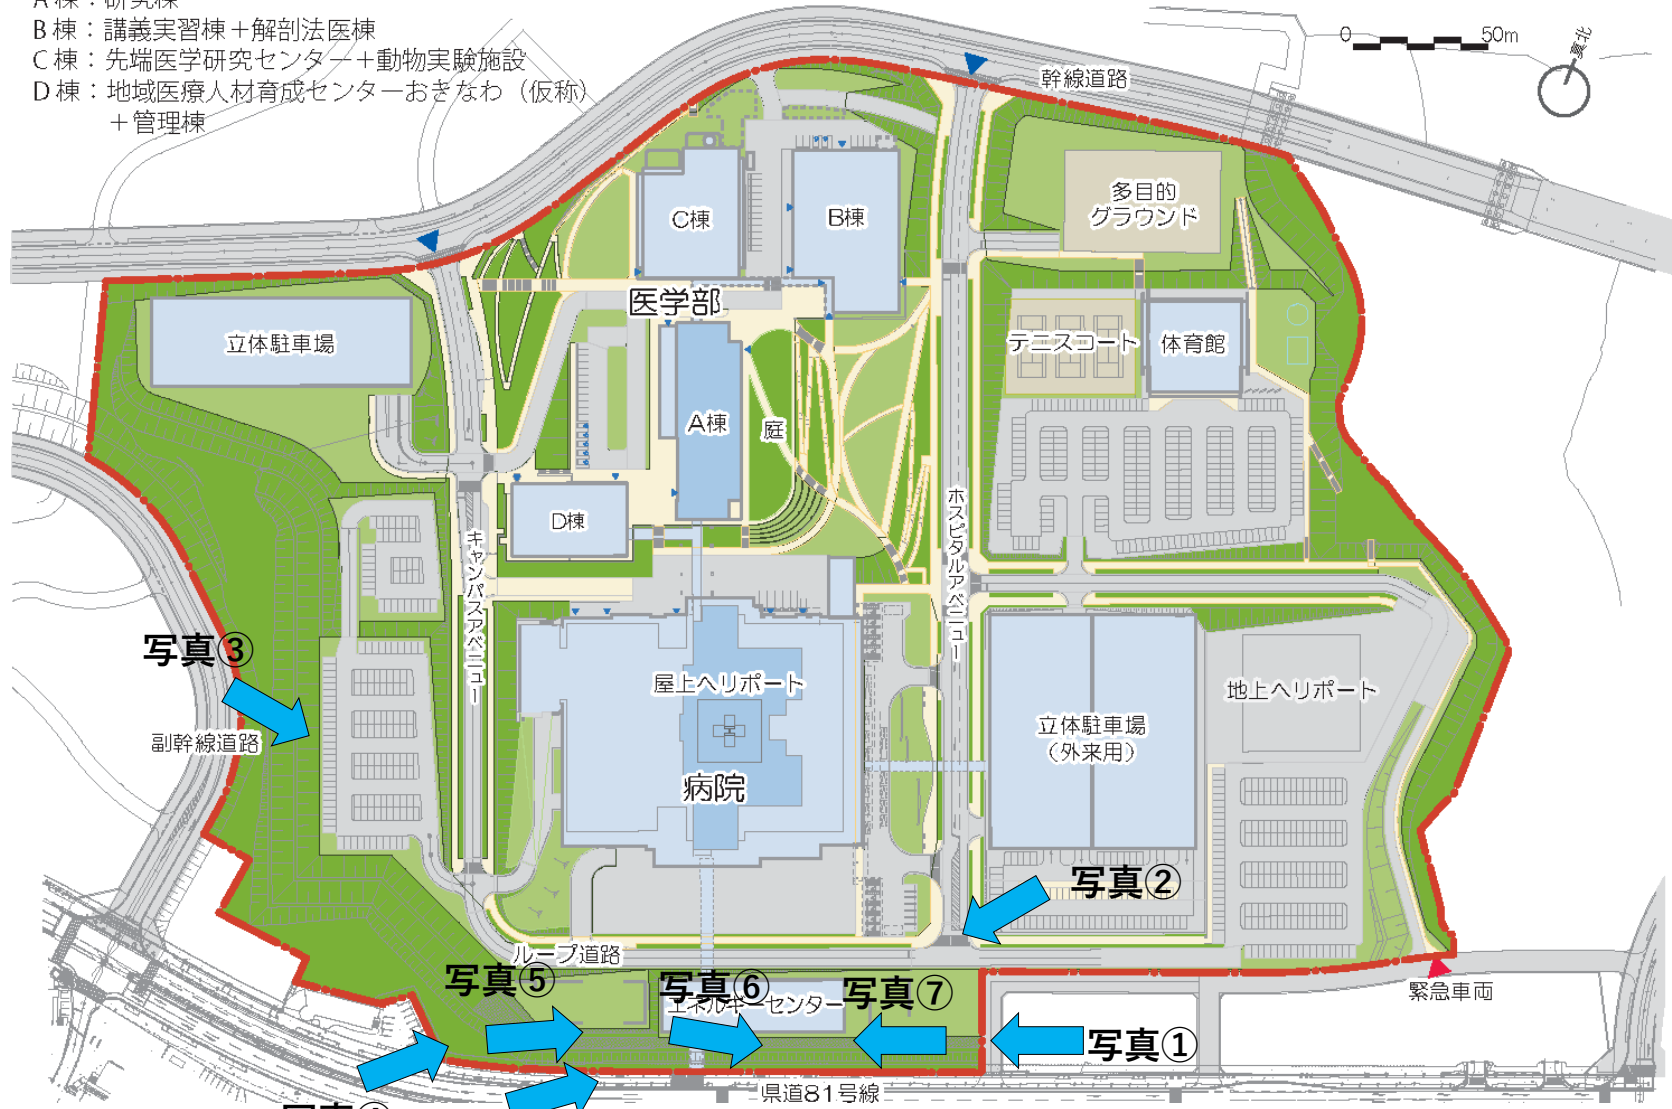 A棟：研究棟
B棟：講義実習棟＋解剖法医棟
C棟：先端医学研究センター＋動物実験施設
D棟：地域医療人材育成センターおきなわ（仮称）
＋管理棟
0 50m
真北
幹線道路
多目的
グラウンド
C棟
B棟
医学部
立体駐車場
テニスコート
体育館
A棟
庭
D棟
キャンパスアベニュー
ホスピタルアベニュー
写真③
副幹線道路
屋上ヘリポート
病院
立体駐車場
（外来用）
地上ヘリポート
写真②
ループ道路
写真⑤
写真⑥
写真⑦
エネルギーセンター
緊急車両
写真①
県道81号線